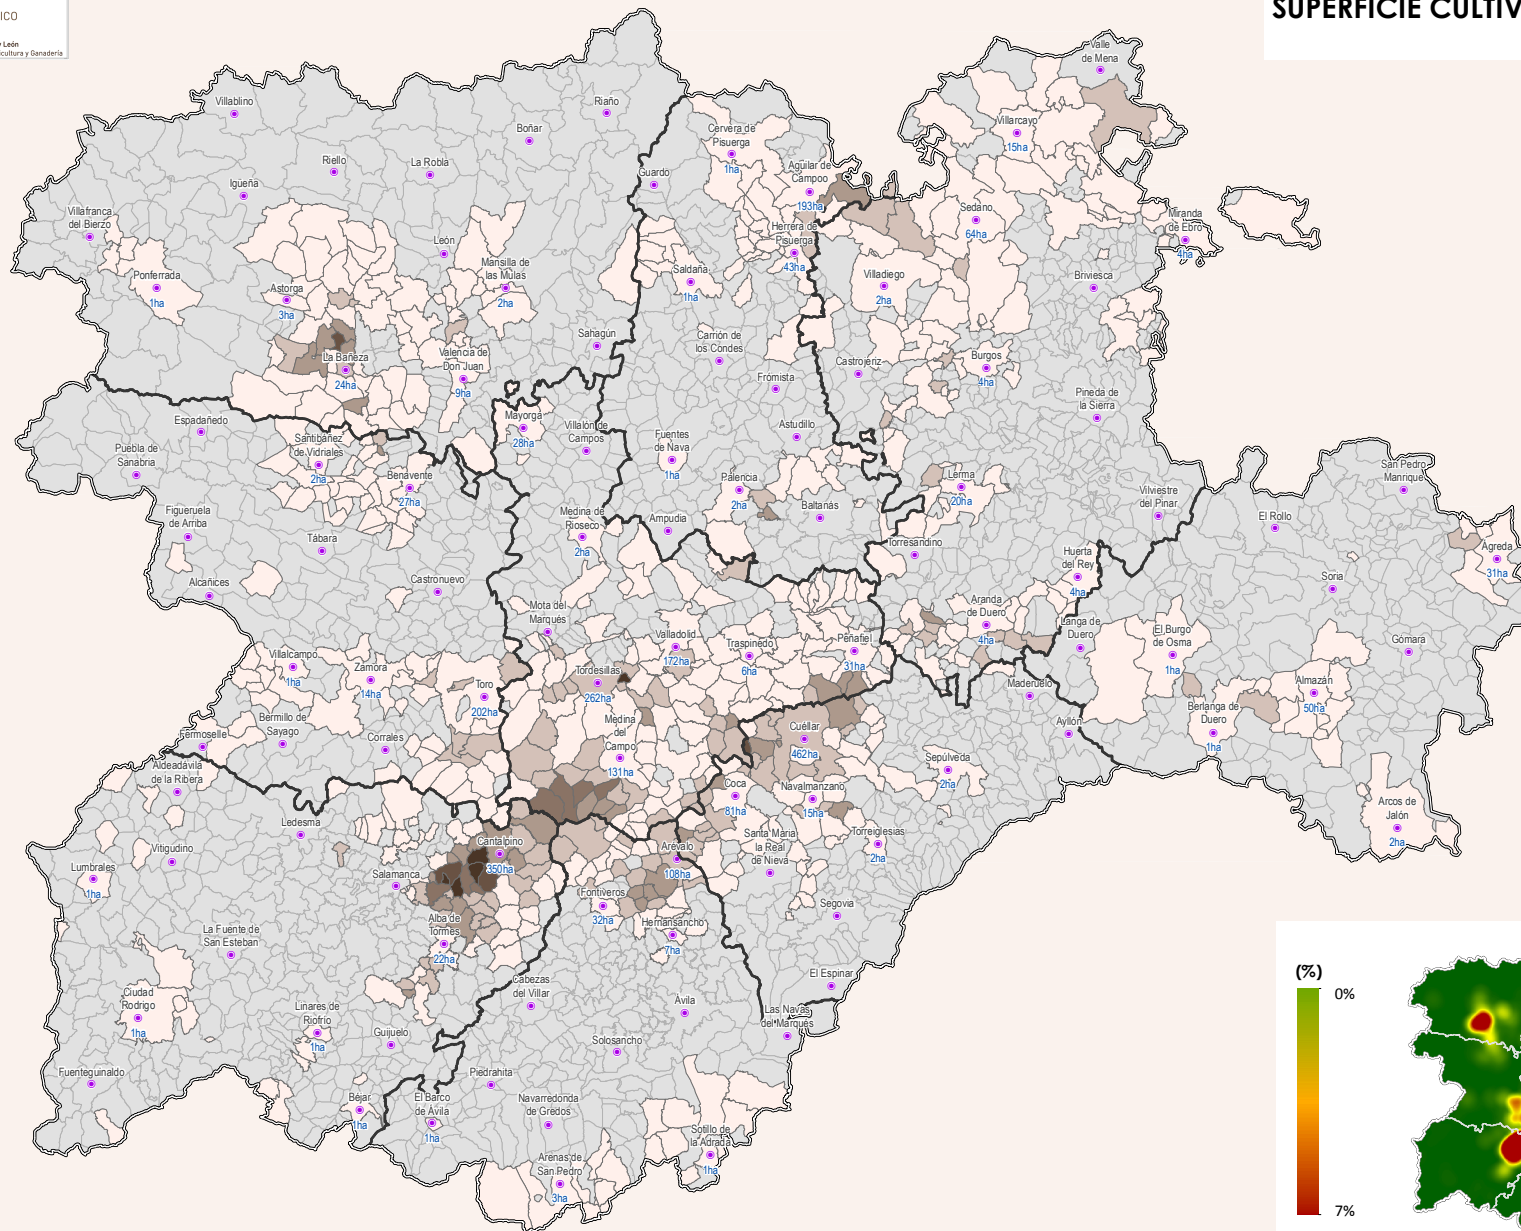 ICO
y León
icultura y Ganadería
SUPERFICIE CULTIV
Valle
de Mena
Villablino
Riaño
Boñar
Villarcayo
15ha
Cervera de
Pisuerga
1ha
Riello
La Robla
Guardo
Aguilar de
Campoo
193ha
Igüeña
Sedano
64ha
Villafranca
del Bierzo
Miranda
de Ebro
4ha
León
Herrera de
Pisuerga
43ha
Mansilla de
las Mulas
2ha
Ponferrada
1ha
Saldaña
1ha
Villadiego
2ha
Briviesca
Astorga
3ha
Sahagún
Carrión de
los Condes
La Bañeza
24ha
Valencia de
Don Juan
9ha
Castrojeriz
Burgos
4ha
Frómista
Pineda de
la Sierra
Espadañedo
Mayorga
28ha
Villalón de
Campos
Astudillo
Puebla de
Sanabria
Santibáñez
de Vidriales
2ha
Fuentes
de Nava
1ha
San Pedro
Manrique
Benavente
27ha
Palencia
2ha
Lerma
20ha
Baltanás
Vilviestre
del Pinar
Figueruela
de Arriba
Medina de
Rioseco
2ha
Ampudia
El Rollo
Tábara
Torresandino
Huerta
del Rey
4ha
Ágreda
31ha
Alcañices
Castronuevo
Soria
Mota del
Marqués
Aranda
de Duero
4ha
Langa de
Duero
El Burgo
de Osma
1ha
Gómara
Villalcampo
1ha
Zamora
14ha
Valladolid
172ha
Traspinedo
6ha
Peñafiel
31ha
Toro
202ha
Tordesillas
262ha
Maderuelo
Almazán
50ha
Bermillo de
Sayago
Fermoselle
Corrales
Medina
del
Campo
131ha
Cuéllar
462ha
Ayllón
Berlanga de
Duero
1ha
Aldeadávila
de la Ribera
Sepúlveda
2ha
Coca
81ha
Navalmanzano
15ha
Arcos de
Jalón
2ha
Ledesma
Cantalpino
350ha
Santa María
la Real
de Nieva
Torreiglesias
2ha
Vitigudino
Lumbrales
1ha
Salamanca
Arévalo
108ha
Fontiveros
32ha
Segovia
Alba de
Tormes
22ha
Hernansancho
7ha
La Fuente de
San Esteban
El Espinar
Cabezas
del Villar
Ciudad
Rodrigo
1ha
Linares de
Riofrío
1ha
Ávila
Las Navas
del Marqués
Guijuelo
Solosancho
Fuenteguinaldo
Piedrahita
Béjar
1ha
El Barco
de Ávila
1ha
Navarredonda
de Gredos
Sotillo de
la Adrada
1ha
Arenas de
San Pedro
3ha
(%)
0%
7%